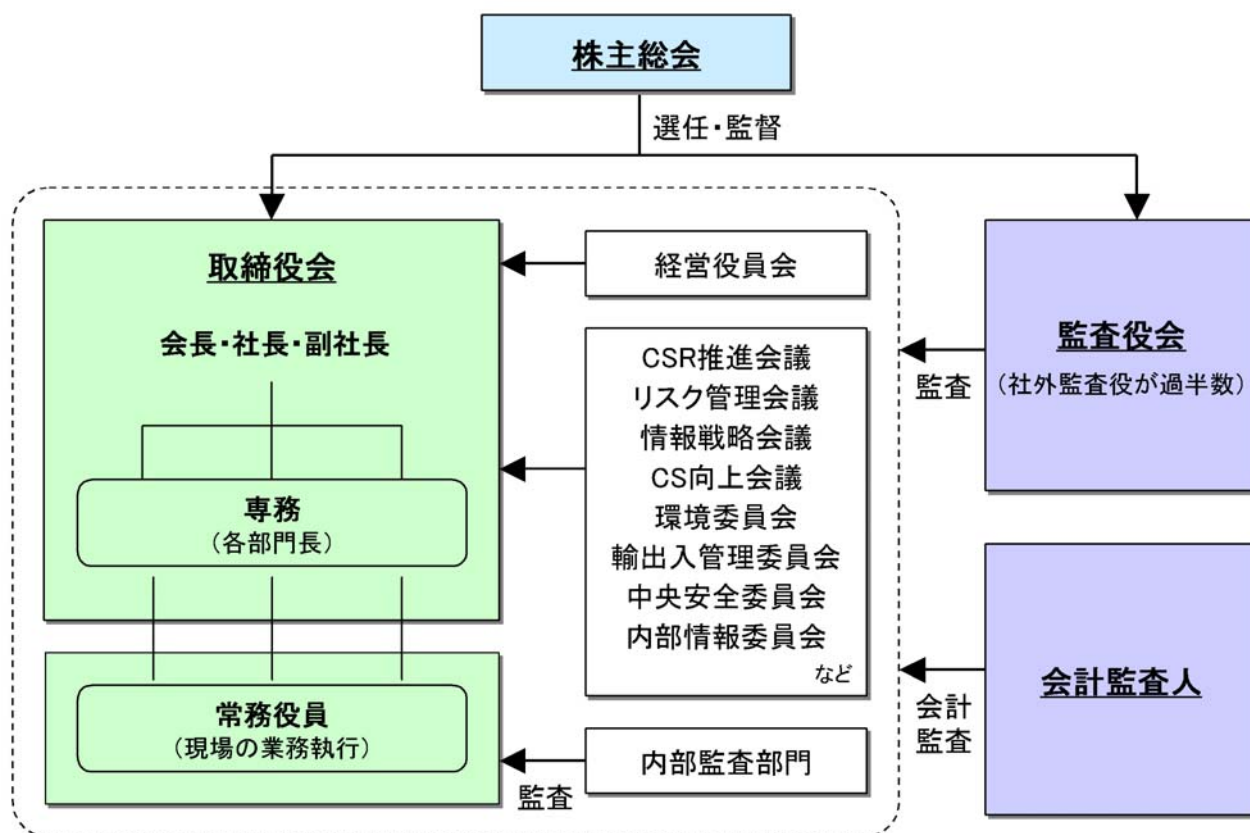 株主総会
選任・監督
取締役会
会長・社長・副社長
専務
（各部門長）
常務役員
（現場の業務執行）
経営役員会
CSR推進会議
リスク管理会議
情報戦略会議
CS向上会議
環境委員会
輸出入管理委員会
中央安全委員会
内部情報委員会
など
内部監査部門
監査
監査
監査役会
（社外監査役が過半数）
会計
監査
会計監査人